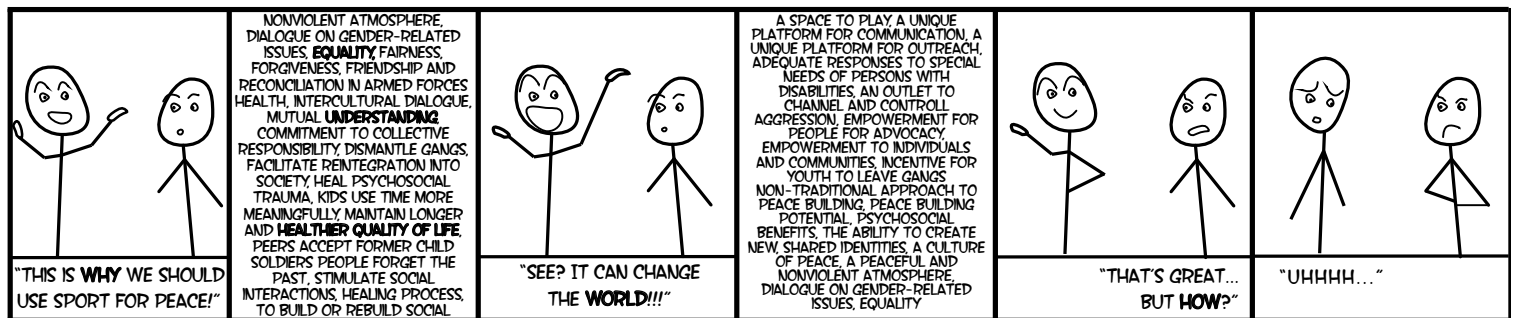 "THIS IS WHY WE SHOULD
USE SPORT FOR PEACE!"
NONVIOLENT ATMOSPHERE,
DIALOGUE ON GENDER-RELATED
ISSUES, EQUALITY, FAIRNESS,
FORGIVENESS, FRIENDSHIP AND
RECONCILIATION IN ARMED FORCES
HEALTH, INTERCULTURAL DIALOGUE,
MUTUAL UNDERSTANDING,
COMMITMENT TO COLLECTIVE
RESPONSIBILITY, DISMANTLE GANGS,
FACILITATE REINTEGRATION INTO
SOCIETY, HEAL PSYCHOSOCIAL
TRAUMA, KIDS USE TIME MORE
MEANINGFULLY, MAINTAIN LONGER
AND HEALTHIER QUALITY OF LIFE,
PEERS ACCEPT FORMER CHILD
SOLDIERS PEOPLE FORGET THE
PAST, STIMULATE SOCIAL
INTERACTIONS, HEALING PROCESS,
TO BUILD OR REBUILD SOCIAL
"SEE? IT CAN CHANGE
THE WORLD!!!"
A SPACE TO PLAY, A UNIQUE
PLATFORM FOR COMMUNICATION, A
UNIQUE PLATFORM FOR OUTREACH,
ADEQUATE RESPONSES TO SPECIAL
NEEDS OF PERSONS WITH
DISABILITIES, AN OUTLET TO
CHANNEL AND CONTROLL
AGGRESSION, EMPOWERMENT FOR
PEOPLE FOR ADVOCACY,
EMPOWERMENT TO INDIVIDUALS
AND COMMUNITIES, INCENTIVE FOR
YOUTH TO LEAVE GANGS
NON-TRADITIONAL APPROACH TO
PEACE BUILDING, PEACE BUILDING
POTENTIAL, PSYCHOSOCIAL
BENEFITS, THE ABILITY TO CREATE
NEW, SHARED IDENTITIES, A CULTURE
OF PEACE, A PEACEFUL AND
NONVIOLENT ATMOSPHERE,
DIALOGUE ON GENDER-RELATED
ISSUES, EQUALITY
"THAT'S GREAT...
BUT HOW?"
"UHHHH..."